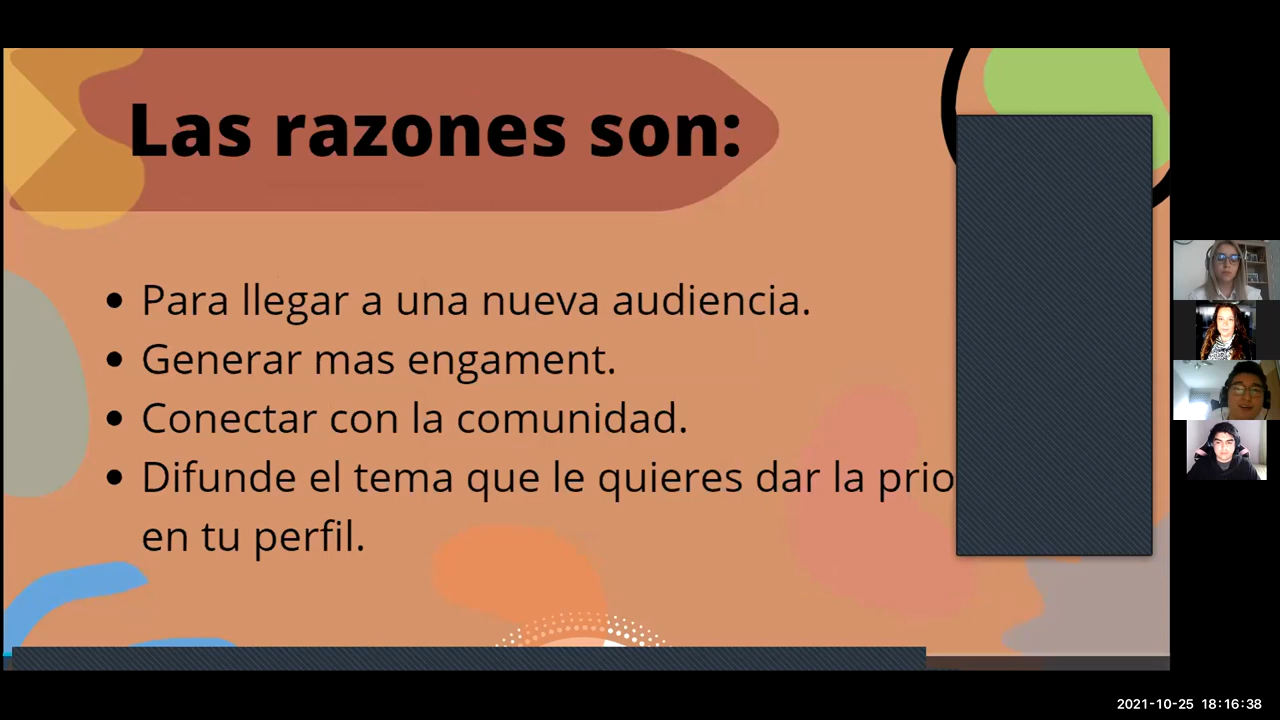 Las razones son:
Para llegar a una nueva audiencia.
Generar mas engament.
Conectar con la comunidad.
Difunde el tema que le quieres dar la prio
en tu perfil.
2021-10-25 18:16:38